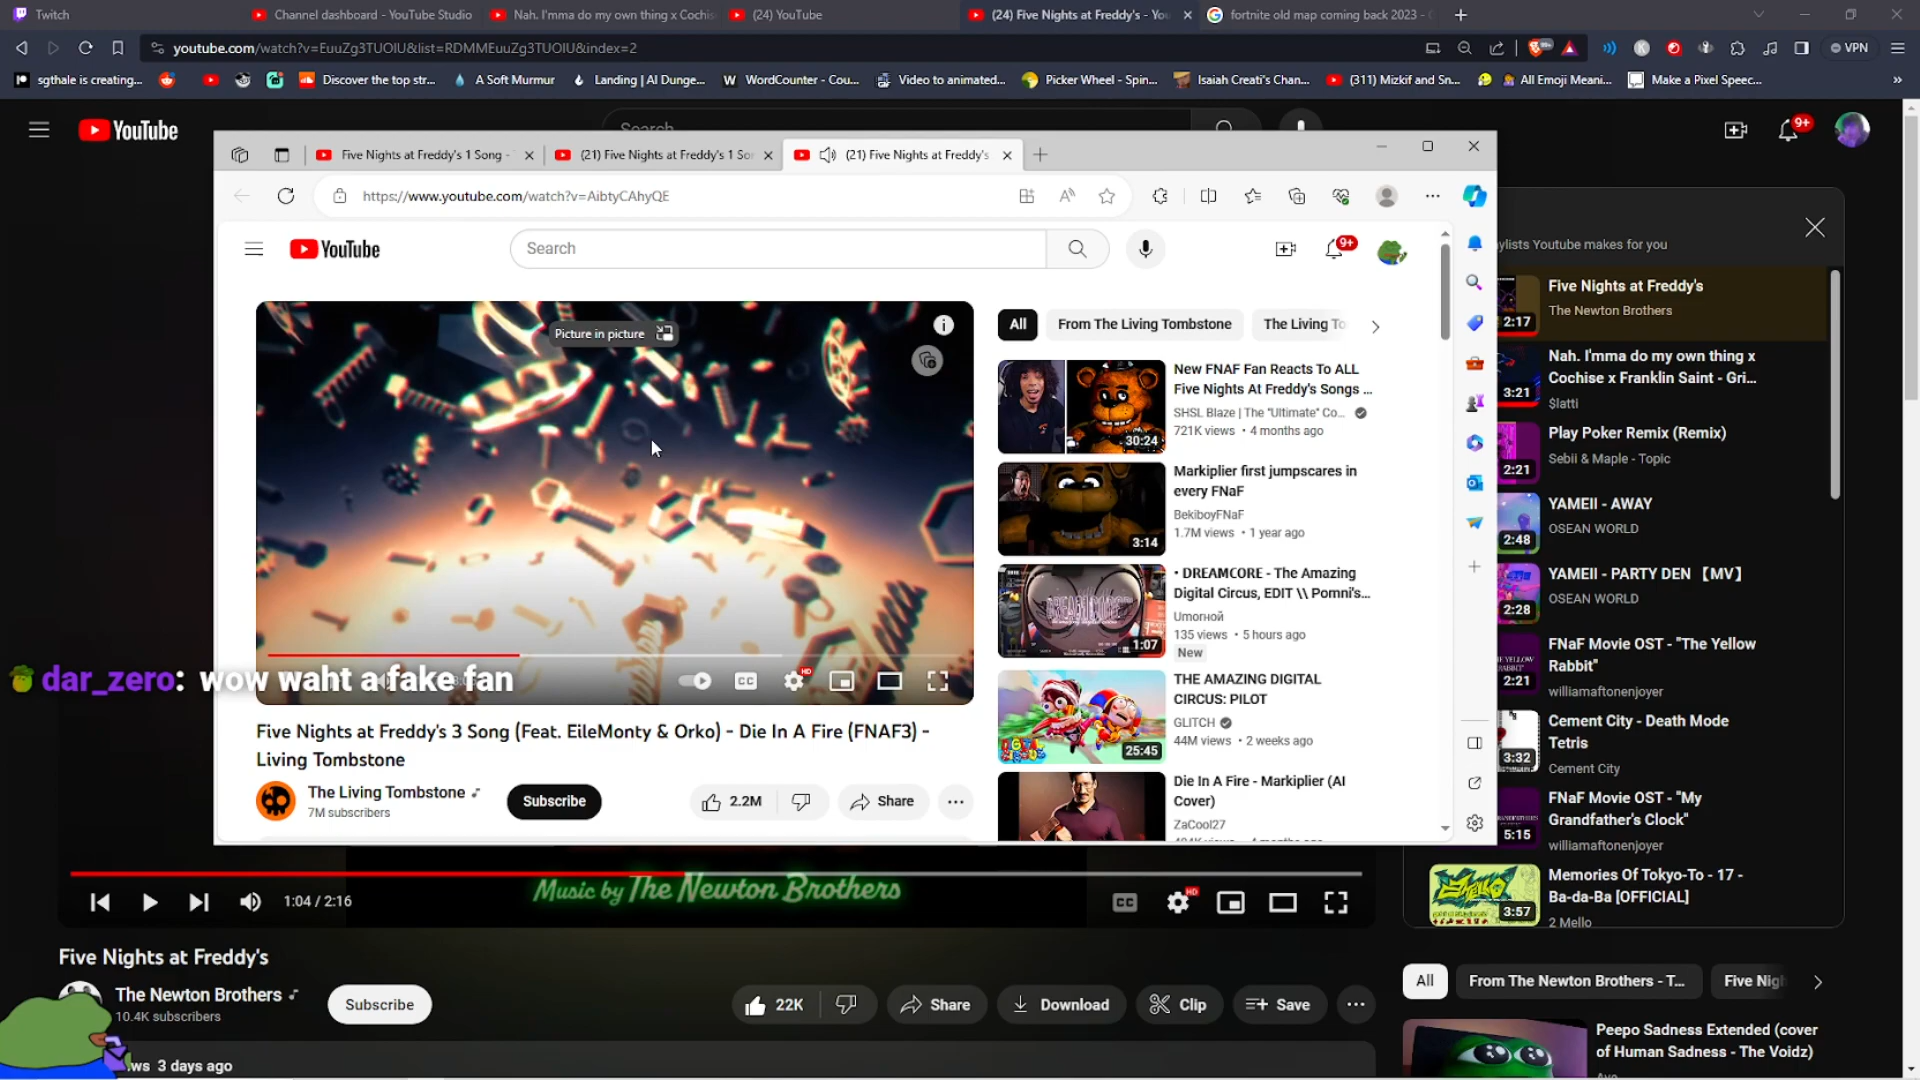 Twitch
Channel dashboard - YouTube Studio
Nah. I'mma do my own thing x Cochis
(24) YouTube
(24) Five Nights at Freddy's - You
fortnite old map coming back 2023 - G
youtube.com/watch?v=EuuZg3TUOIU&list=RDMMEuuZg3TUOIU&index=2
VPN
sgthale is creating...
Discover the top str...
A Soft Murmur
Landing | AI Dunge...
WordCounter - Cou...
Video to animated...
Picker Wheel - Spin...
Isaiah Creati's Chan...
(311) Mizkif and Sn...
All Emoji Meani...
Make a Pixel Speec...
YouTube
Search
9+
Five Nights at Freddy's 1 Song -
(21) Five Nights at Freddy's 1 Son
(21) Five Nights at Freddy's
https://www.youtube.com/watch?v=AibtyCAhyQE
YouTube
Search
9+
Picture in picture
All
From The Living Tombstone
The Living To
New FNAF Fan Reacts To ALL
Five Nights At Freddy's Songs ...
SHSL Blaze | The "Ultimate" Co...
721K views • 4 months ago
30:24
Markiplier first jumpscares in
every FNaF
BekiboyFNaF
1.7M views • 1 year ago
3:14
• DREAMCORE - The Amazing
Digital Circus, EDIT \\ Pomni's...
Umorнoй
135 views • 5 hours ago
New
1:07
THE AMAZING DIGITAL
CIRCUS: PILOT
GLITCH
44M views • 2 weeks ago
25:45
Die In A Fire - Markiplier (AI
Cover)
ZaCool27
dar_zero: wow waht a fake fan
CC
HD
Five Nights at Freddy's 3 Song (Feat. EileMonty & Orko) - Die In A Fire (FNAF3) -
Living Tombstone
The Living Tombstone
7M subscribers
Subscribe
2.2M
Share
ylists Youtube makes for you
Five Nights at Freddy's
The Newton Brothers
2:17
Nah. I'mma do my own thing x
Cochise x Franklin Saint - Gri...
$latti
3:21
Play Poker Remix (Remix)
Sebii & Maple - Topic
2:21
YAMEII - AWAY
OSEAN WORLD
2:48
YAMEII - PARTY DEN 【MV】
OSEAN WORLD
2:28
FNaF Movie OST - "The Yellow
Rabbit"
williamaftonenjoyer
2:21
Cement City - Death Mode
Tetris
Cement City
3:32
FNaF Movie OST - "My
Grandfather's Clock"
williamaftonenjoyer
5:15
Memories Of Tokyo-To - 17 -
Ba-da-Ba [OFFICIAL]
2 Mello
3:57
Music by The Newton Brothers
1:04 / 2:16
CC
HD
Five Nights at Freddy's
The Newton Brothers
10.4K subscribers
Subscribe
22K
Share
Download
Clip
Save
ws 3 days ago
All
From The Newton Brothers - T...
Five Nigh
Peepo Sadness Extended (cover
of Human Sadness - The Voidz)